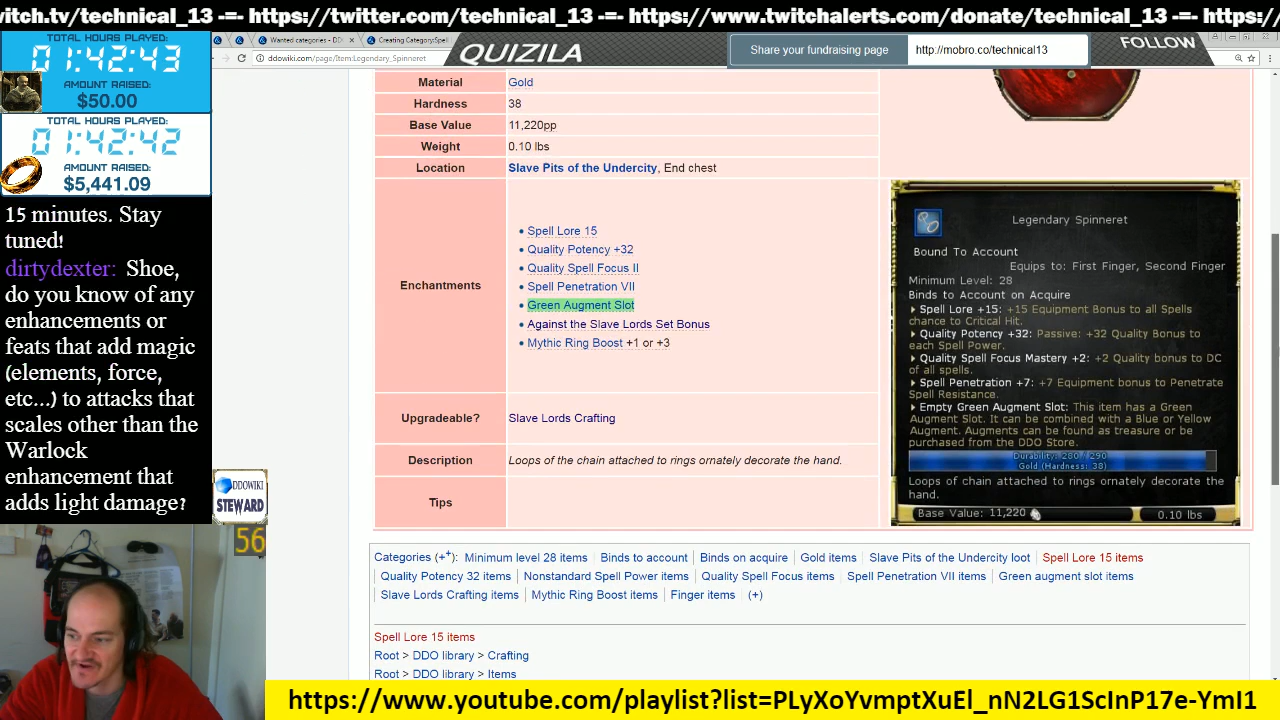 vitch.tv/technical_13 -=- https://twitter.com/technical_13 -=- https://www.twitchalerts.com/donate/technical_13 -=- https:/
TOTAL HOURS PLAYED:
01:42:43
AMOUNT RAISED:
$50.00
TOTAL HOURS PLAYED:
01:42:42
AMOUNT RAISED:
$5,441.09
15 minutes. Stay
tuned!
dirtydexter: Shoe,
do you know of any
enhancements or
feats that add magic
(elements, force,
etc...) to attacks that
scales other than the
Warlock
enhancement that
adds light damage?
DDOWIKI
STEWARD
56
Wanted categories - DD
Creating Category:Spell
ddowiki.com/page/Item:Legendary_Spinneret
QUIZILA
Share your fundraising page
http://mobro.co/technical13
FOLLOW
Material Gold
Hardness 38
Base Value 11,220pp
Weight 0.10 lbs
Location Slave Pits of the Undercity, End chest
Enchantments
• Spell Lore 15
• Quality Potency +32
• Quality Spell Focus II
• Spell Penetration VII
• Green Augment Slot
• Against the Slave Lords Set Bonus
• Mythic Ring Boost +1 or +3
Upgradeable? Slave Lords Crafting
Description Loops of the chain attached to rings ornately decorate the hand.
Tips
Legendary Spinneret
Bound To Account
Equips to: First Finger, Second Finger
Minimum Level: 28
Binds to Account on Acquire
Spell Lore +15: +15 Equipment Bonus to all Spells
chance to Critical Hit.
Quality Potency +32: Passive: +32 Quality Bonus to
each Spell Power.
Quality Spell Focus Mastery +2: +2 Quality bonus to DC
of all spells.
Spell Penetration +7: +7 Equipment bonus to Penetrate
Spell Resistance.
Empty Green Augment Slot: This item has a Green
Augment Slot. It can be combined with a Blue or Yellow
Augment. Augments can be found as treasure or be
purchased from the DDO Store.
Durability: 280 / 290
Gold (Hardness: 38)
Loops of chain attached to rings ornately decorate the
hand.
Base Value: 11,220
0.10 lbs
Categories (++): Minimum level 28 items | Binds to account | Binds on acquire | Gold items | Slave Pits of the Undercity loot | Spell Lore 15 items
Quality Potency 32 items | Nonstandard Spell Power items | Quality Spell Focus items | Spell Penetration VII items | Green augment slot items
Slave Lords Crafting items | Mythic Ring Boost items | Finger items | (+)
Spell Lore 15 items
Root > DDO library > Crafting
Root > DDO library > Items
https://www.youtube.com/playlist?list=PLyXoYvmptXuEl_nN2LG1ScInP17e-YmI1